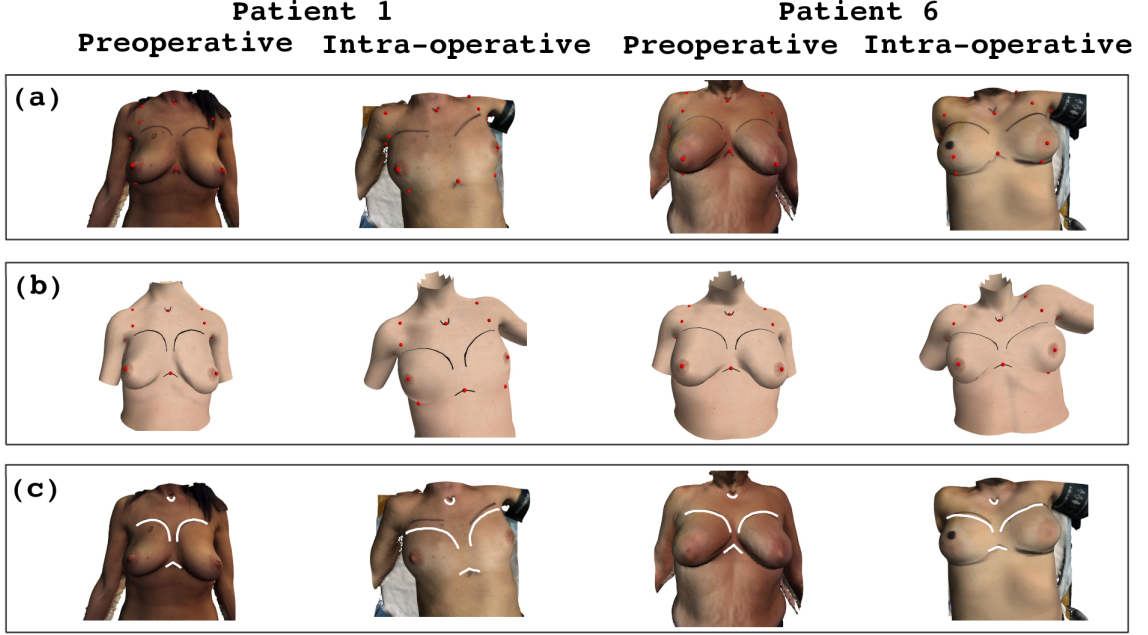 Patient 1 Patient 6
Preoperative Intra-operative Preoperative Intra-operative
(a)
(b)
(c)